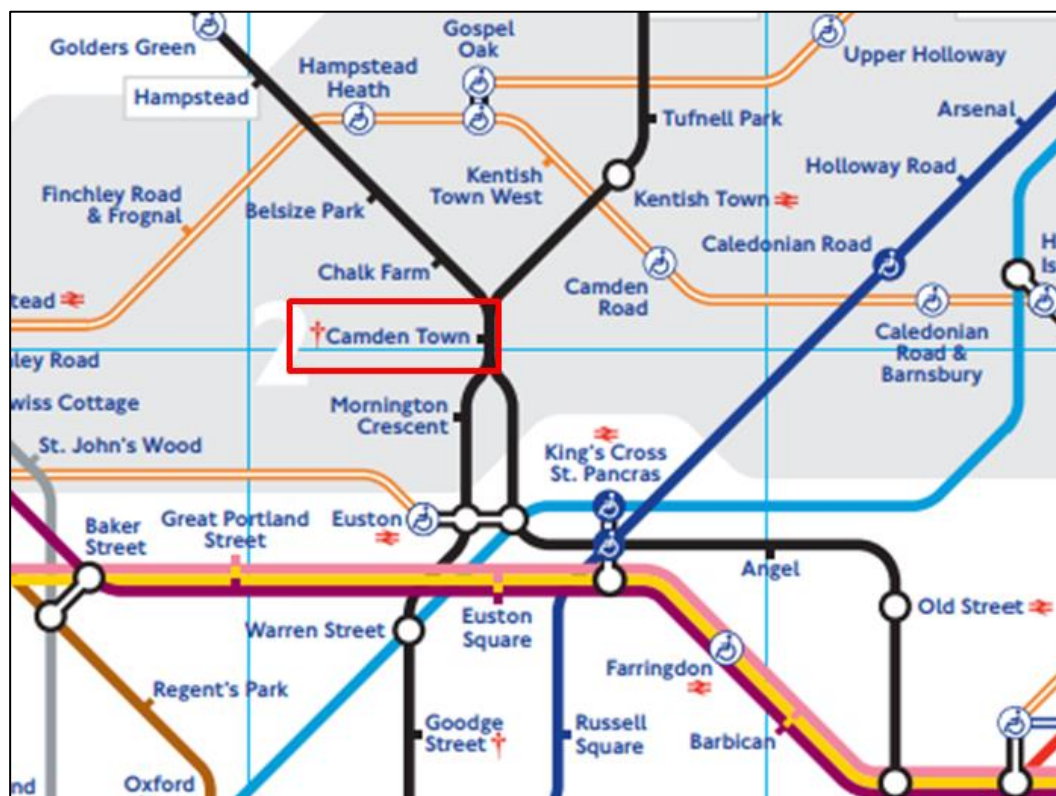 Golders Green
Gospel
Oak
Upper Holloway
Hampstead
Hampstead
Heath
Arsenal
Tufnell Park
Holloway Road
Kentish
Town West
Kentish Town
Finchley Road
& Frognal
Belsize Park
Caledonian Road
Chalk Farm
Camden
Road
2
†Camden Town
Caledonian
Road &
Barnsbury
Road
Cottage
Mornington
Crescent
St. John's Wood
King's Cross
St. Pancras
Baker
Street
Great Portland
Street
Euston
Angel
Old Street
Warren Street
Euston
Square
Farringdon
Regent's Park
Goodge
Street†
Russell
Square
Barbican
Oxford